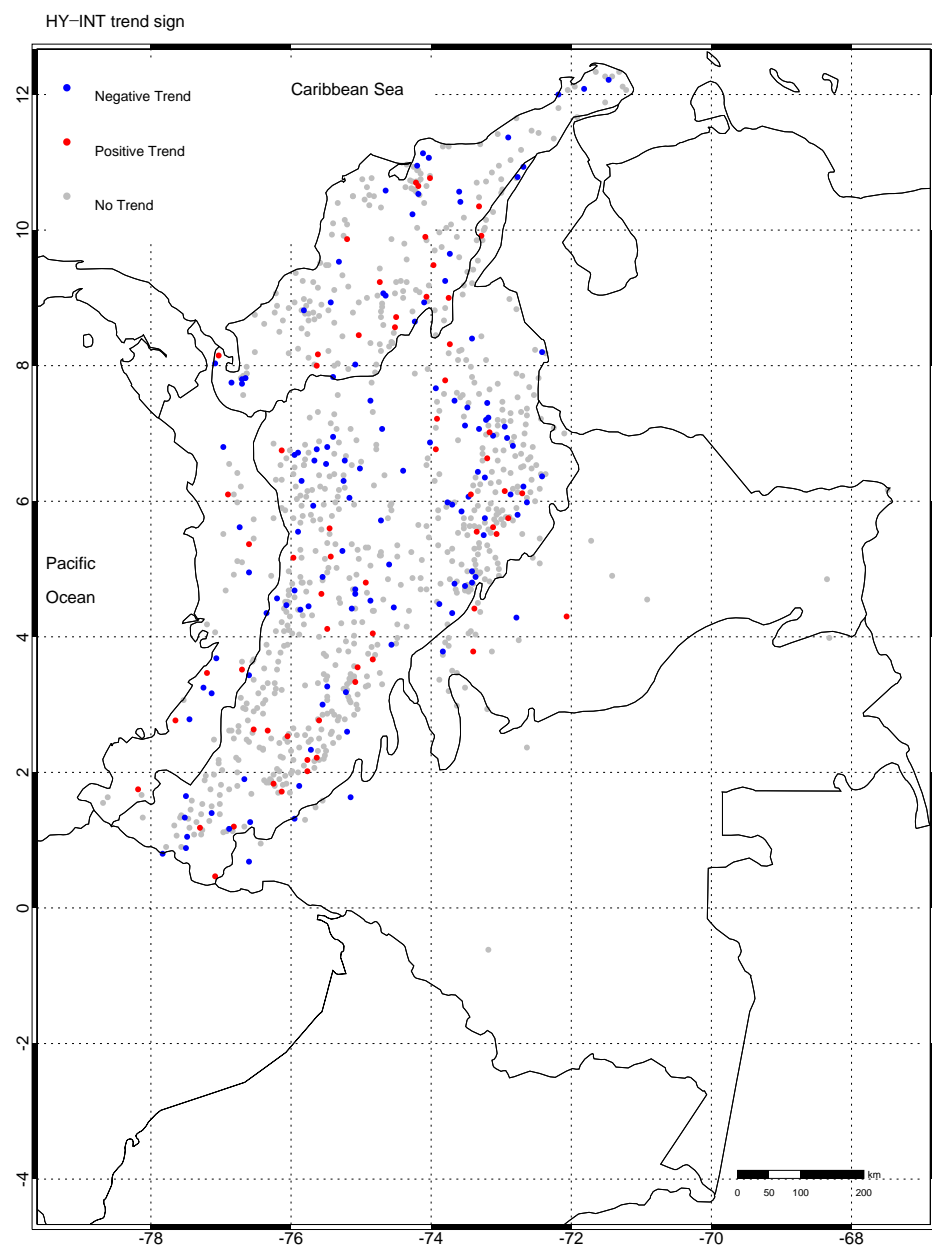 HY−INT trend sign
Caribbean Sea
Negative Trend
Positive Trend
No Trend
Pacific
Ocean
12
10
8
6
4
2
0
-2
-4
km
0 50 100 200
-78 -76 -74 -72 -70 -68